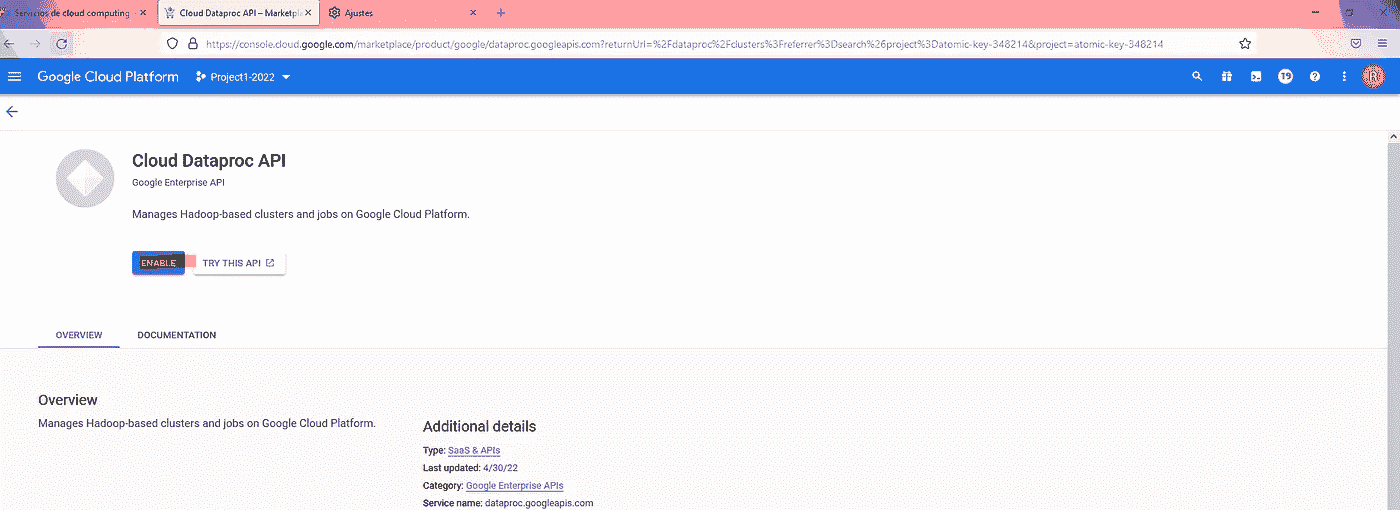 Servicios de cloud computing
Cloud Dataproc API – Marketpla
Ajustes
https://console.cloud.google.com/marketplace/product/google/dataproc.googleapis.com?returnUrl=%2Fdataproc%2Fclusters%3Freferrer%3Dsearch%26project%3Datomic-key-348214&project=atomic-key-348214
Google Cloud Platform
Project1-2022
19
R
Cloud Dataproc API
Google Enterprise API
Manages Hadoop-based clusters and jobs on Google Cloud Platform.
ENABLE
TRY THIS API
OVERVIEW
DOCUMENTATION
Overview
Manages Hadoop-based clusters and jobs on Google Cloud Platform.
Additional details
Type: SaaS & APIs
Last updated: 4/30/22
Category: Google Enterprise APIs
Service name: dataproc.googleapis.com